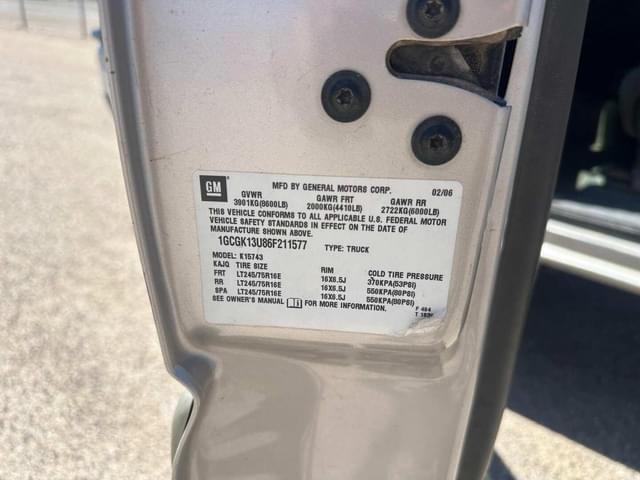 GM
MFD BY GENERAL MOTORS CORP. 02/06
GVWR GAWR FRT GAWR RR
3901KG(8600LB) 2000KG(4410LB) 2722KG(6000LB)
THIS VEHICLE CONFORMS TO ALL APPLICABLE U.S. FEDERAL MOTOR
VEHICLE SAFETY STANDARDS IN EFFECT ON THE DATE OF
MANUFACTURE SHOWN ABOVE.
1GCGK13U86F211577 TYPE: TRUCK
MODEL: K15743
KAJQ TIRE SIZE RIM COLD TIRE PRESSURE
FRT LT245/75R16E 16X6.5J 370KPA(53PSI)
RR LT245/75R16E 16X6.5J 550KPA(80PSI)
SPA LT245/75R16E 16X6.5J 550KPA(80PSI)
SEE OWNER'S MANUAL FOR MORE INFORMATION.